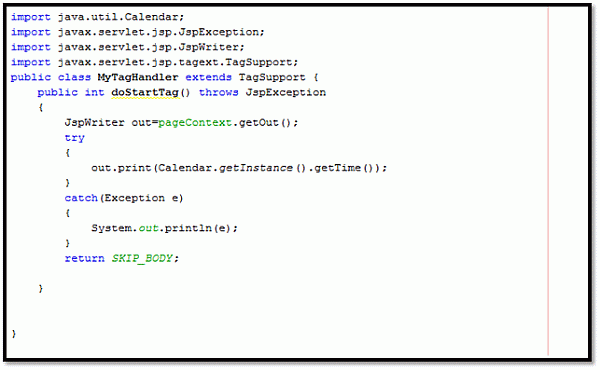 import java.util.Calendar;
import javax.servlet.jsp.JspException;
import javax.servlet.jsp.JspWriter;
import javax.servlet.jsp.tagext.TagSupport;
public class MyTagHandler extends TagSupport {
    public int doStartTag() throws JspException
    {
        JspWriter out=pageContext.getOut();
        try
        {
            out.print(Calendar.getInstance().getTime());
        }
        catch(Exception e)
        {
            System.out.println(e);
        }
        return SKIP_BODY;
    }
}